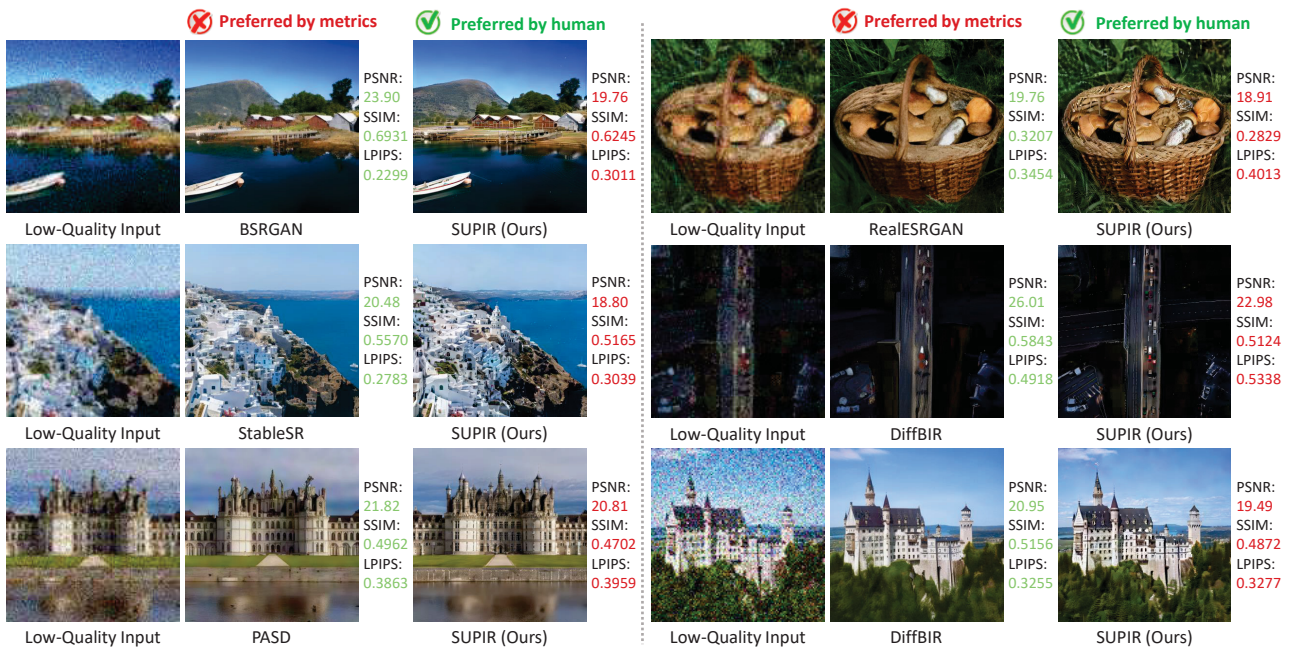 Preferred by metrics
Preferred by human
PSNR:
23.90
SSIM:
0.6931
LPIPS:
0.2299
PSNR:
19.76
SSIM:
0.6245
LPIPS:
0.3011
Low-Quality Input
BSRGAN
SUPIR (Ours)
PSNR:
20.48
SSIM:
0.5570
LPIPS:
0.2783
PSNR:
18.80
SSIM:
0.5165
LPIPS:
0.3039
Low-Quality Input
StableSR
SUPIR (Ours)
PSNR:
21.82
SSIM:
0.4962
LPIPS:
0.3863
PSNR:
20.81
SSIM:
0.4702
LPIPS:
0.3959
Low-Quality Input
PASD
SUPIR (Ours)
Preferred by metrics
Preferred by human
PSNR:
19.76
SSIM:
0.3207
LPIPS:
0.3454
PSNR:
18.91
SSIM:
0.2829
LPIPS:
0.4013
Low-Quality Input
RealESRGAN
SUPIR (Ours)
PSNR:
26.01
SSIM:
0.5843
LPIPS:
0.4918
PSNR:
22.98
SSIM:
0.5124
LPIPS:
0.5338
Low-Quality Input
DiffBIR
SUPIR (Ours)
PSNR:
20.95
SSIM:
0.5156
LPIPS:
0.3255
PSNR:
19.49
SSIM:
0.4872
LPIPS:
0.3277
Low-Quality Input
DiffBIR
SUPIR (Ours)